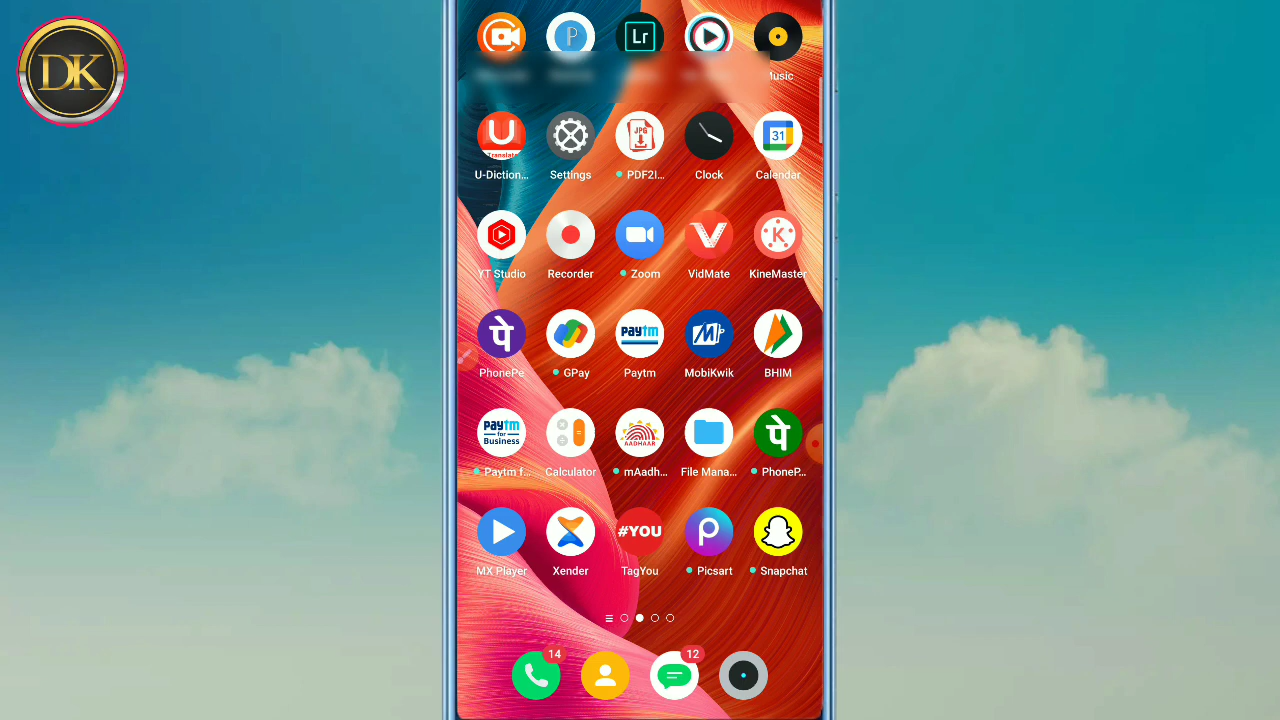 DK
Lr
usic
U
Translate
JPG
31
U-Diction...
Settings
PDF2I...
Clock
Calendar
K
YT Studio
Recorder
Zoom
VidMate
KineMaster
पे
paytm
PhonePe
GPay
Paytm
MobiKwik
BHIM
paytm
for
Business
AADHAAR
पे
Paytm f...
Calculator
mAadh...
File Mana...
PhoneP...
#YOU
MX Player
Xender
TagYou
Picsart
Snapchat
14
12